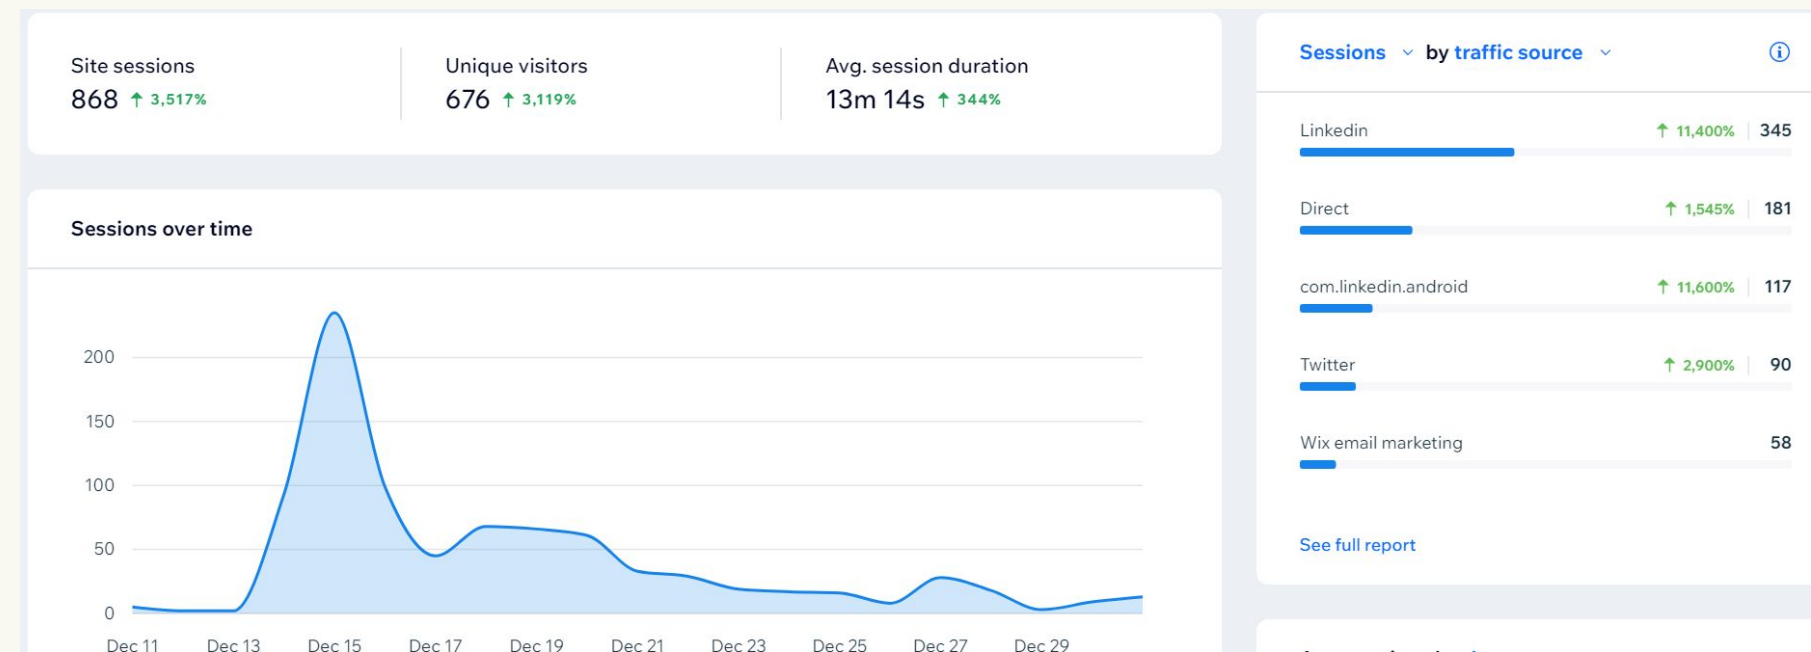 Site sessions
868 ↑ 3,517%
Unique visitors
676 ↑ 3,119%
Avg. session duration
13m 14s ↑ 344%
Sessions over time
200
150
100
50
0
Dec 11 Dec 13 Dec 15 Dec 17 Dec 19 Dec 21 Dec 23 Dec 25 Dec 27 Dec 29
Sessions by traffic source
Linkedin ↑ 11,400% 345
Direct ↑ 1,545% 181
com.linkedin.android ↑ 11,600% 117
Twitter ↑ 2,900% 90
Wix email marketing 58
See full report